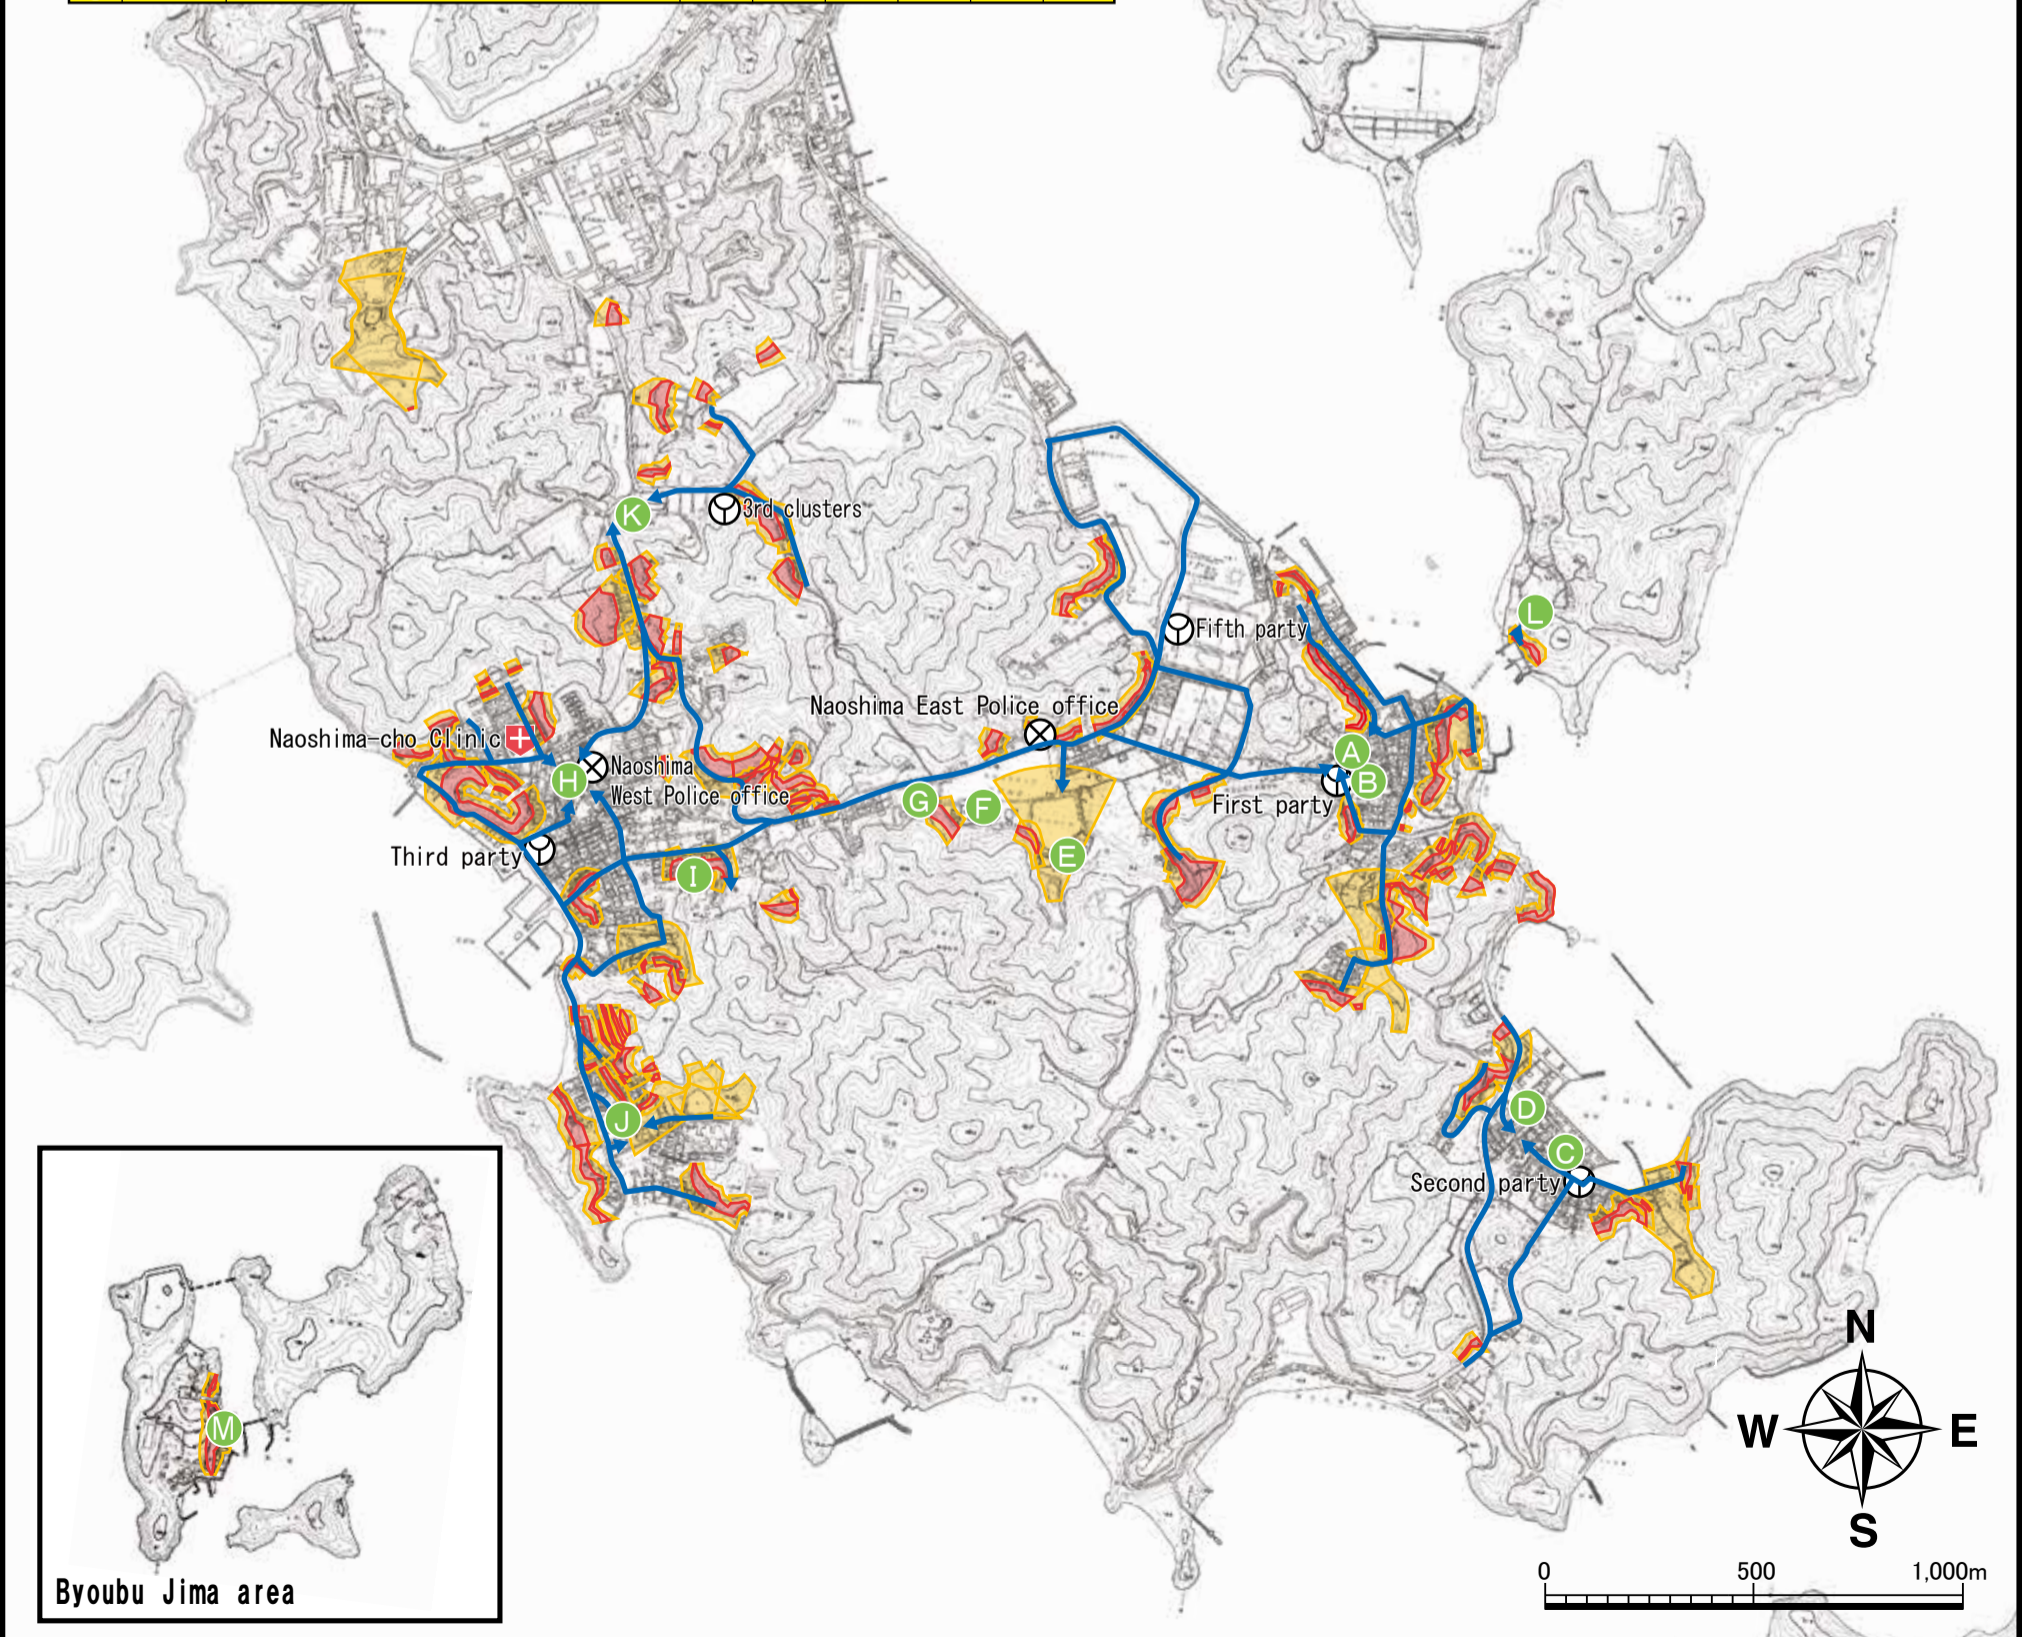 K
3rd clusters
L
Fifth party
Naoshima East Police office
Naoshima-cho Clinic
H
Naoshima
West Police office
A
B
First party
G
F
E
Third party
I
J
D
C
Second party
M
Byoubu Jima area
N
W
E
S
0
500
1,000m